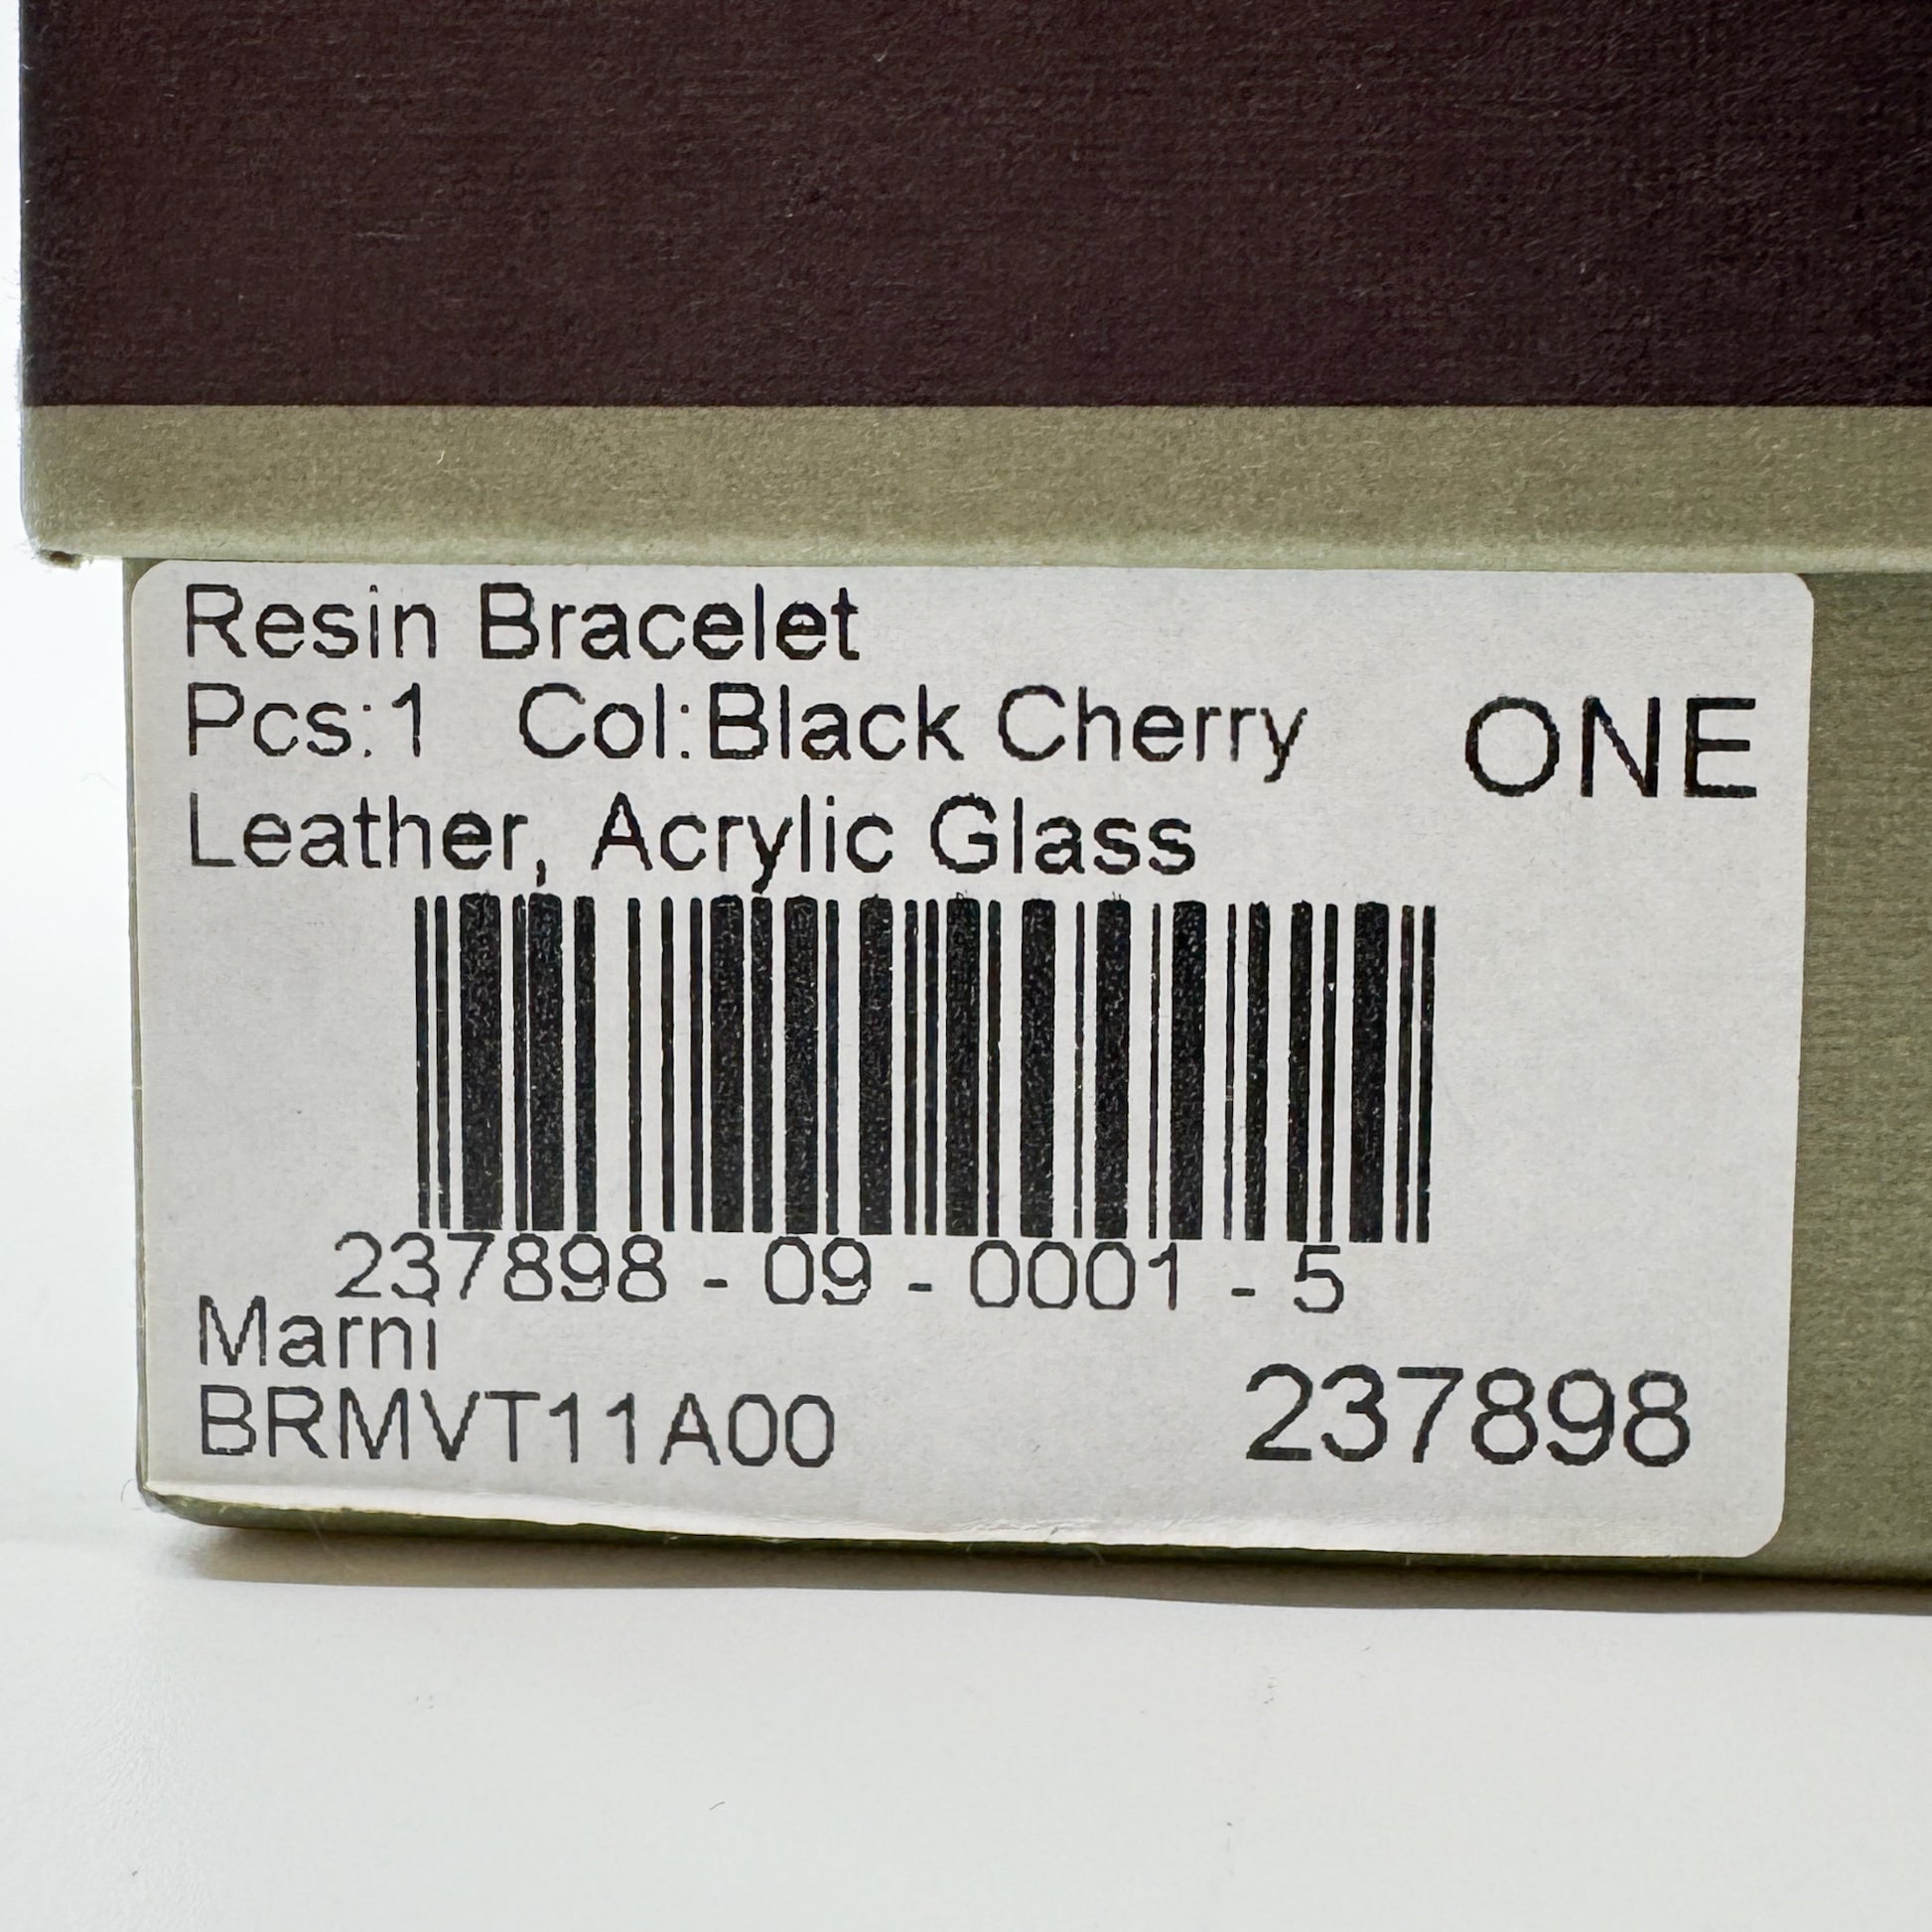 Resin Bracelet
Pcs:1 Col:Black Cherry ONE
Leather, Acrylic Glass
237898 - 09 - 0001 - 5
Marni
BRMVT11A00 237898